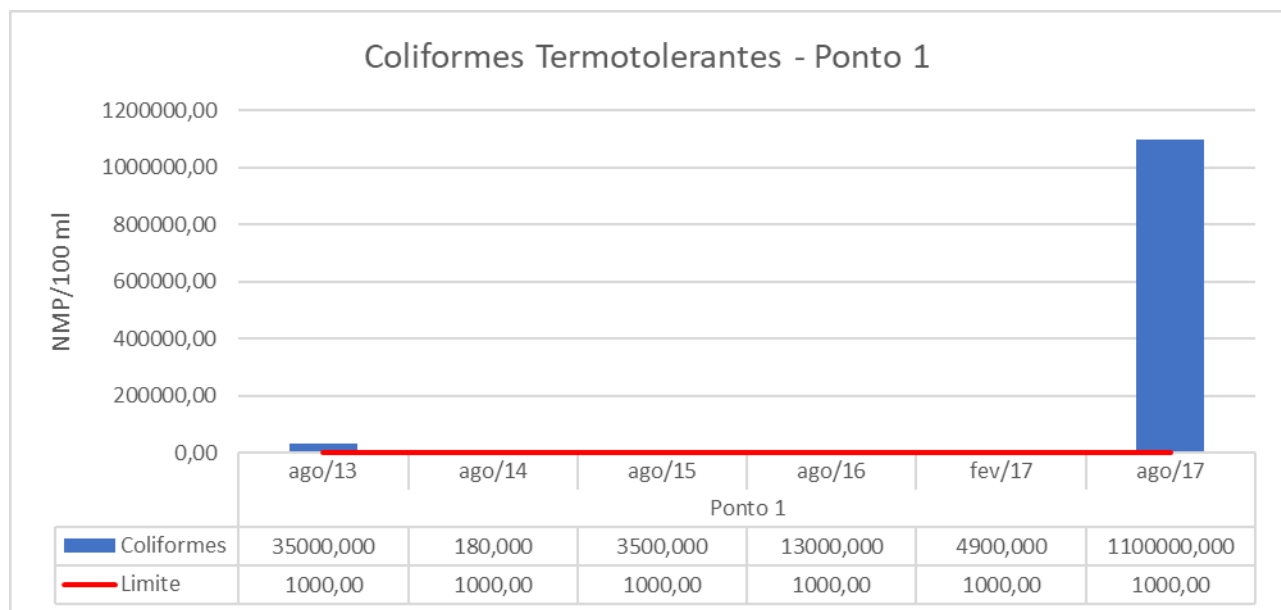 Coliformes Termotolerantes - Ponto 1
NMP/100 ml
1200000,00
1000000,00
800000,00
600000,00
400000,00
200000,00
0,00
ago/13 ago/14 ago/15 ago/16 fev/17 ago/17
Ponto 1
Coliformes 35000,000 180,000 3500,000 13000,000 4900,000 1100000,000
Limite 1000,00 1000,00 1000,00 1000,00 1000,00 1000,00